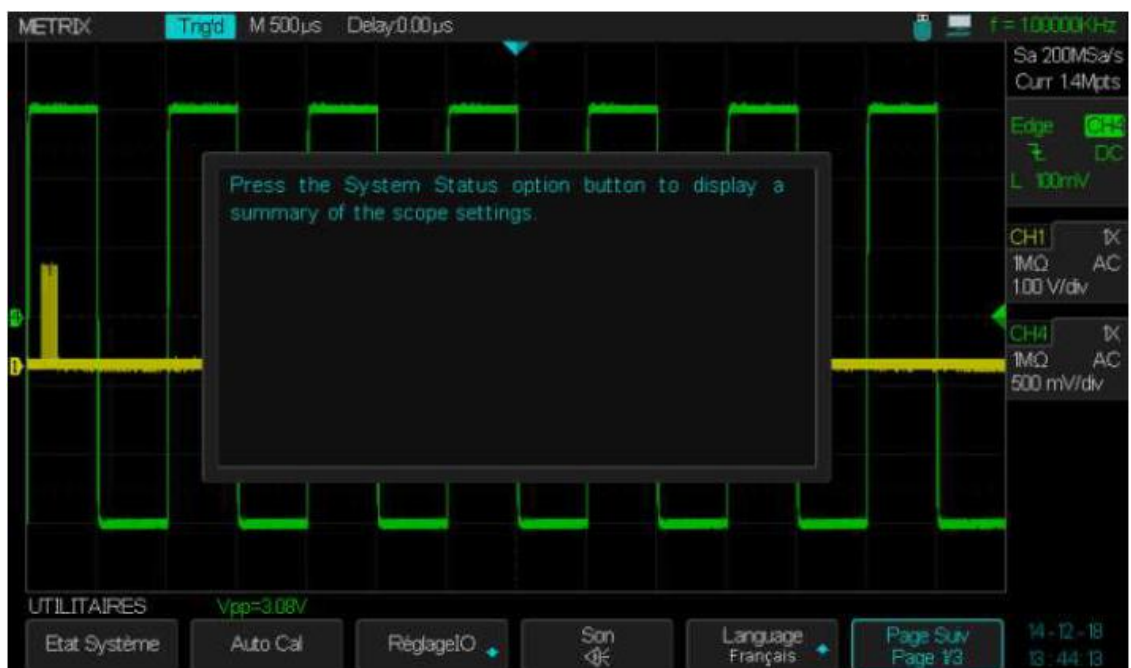 METRIX Trig'd M 500µs Delay:0.00µs f = 1.00000KHz
Sa 200MSa/s
Curr 1.4Mpts
Edge CH4
DC
L 100mV
Press the System Status option button to display a
summary of the scope settings.
CH1 1X
1MΩ AC
1.00 V/div
CH4 1X
1MΩ AC
500 mV/div
UTILITAIRES Vpp=3.08V
Etat Système Auto Cal RéglageIO Son Language Page Suiv
Français Page 1/3
14-12-18
13:44:13